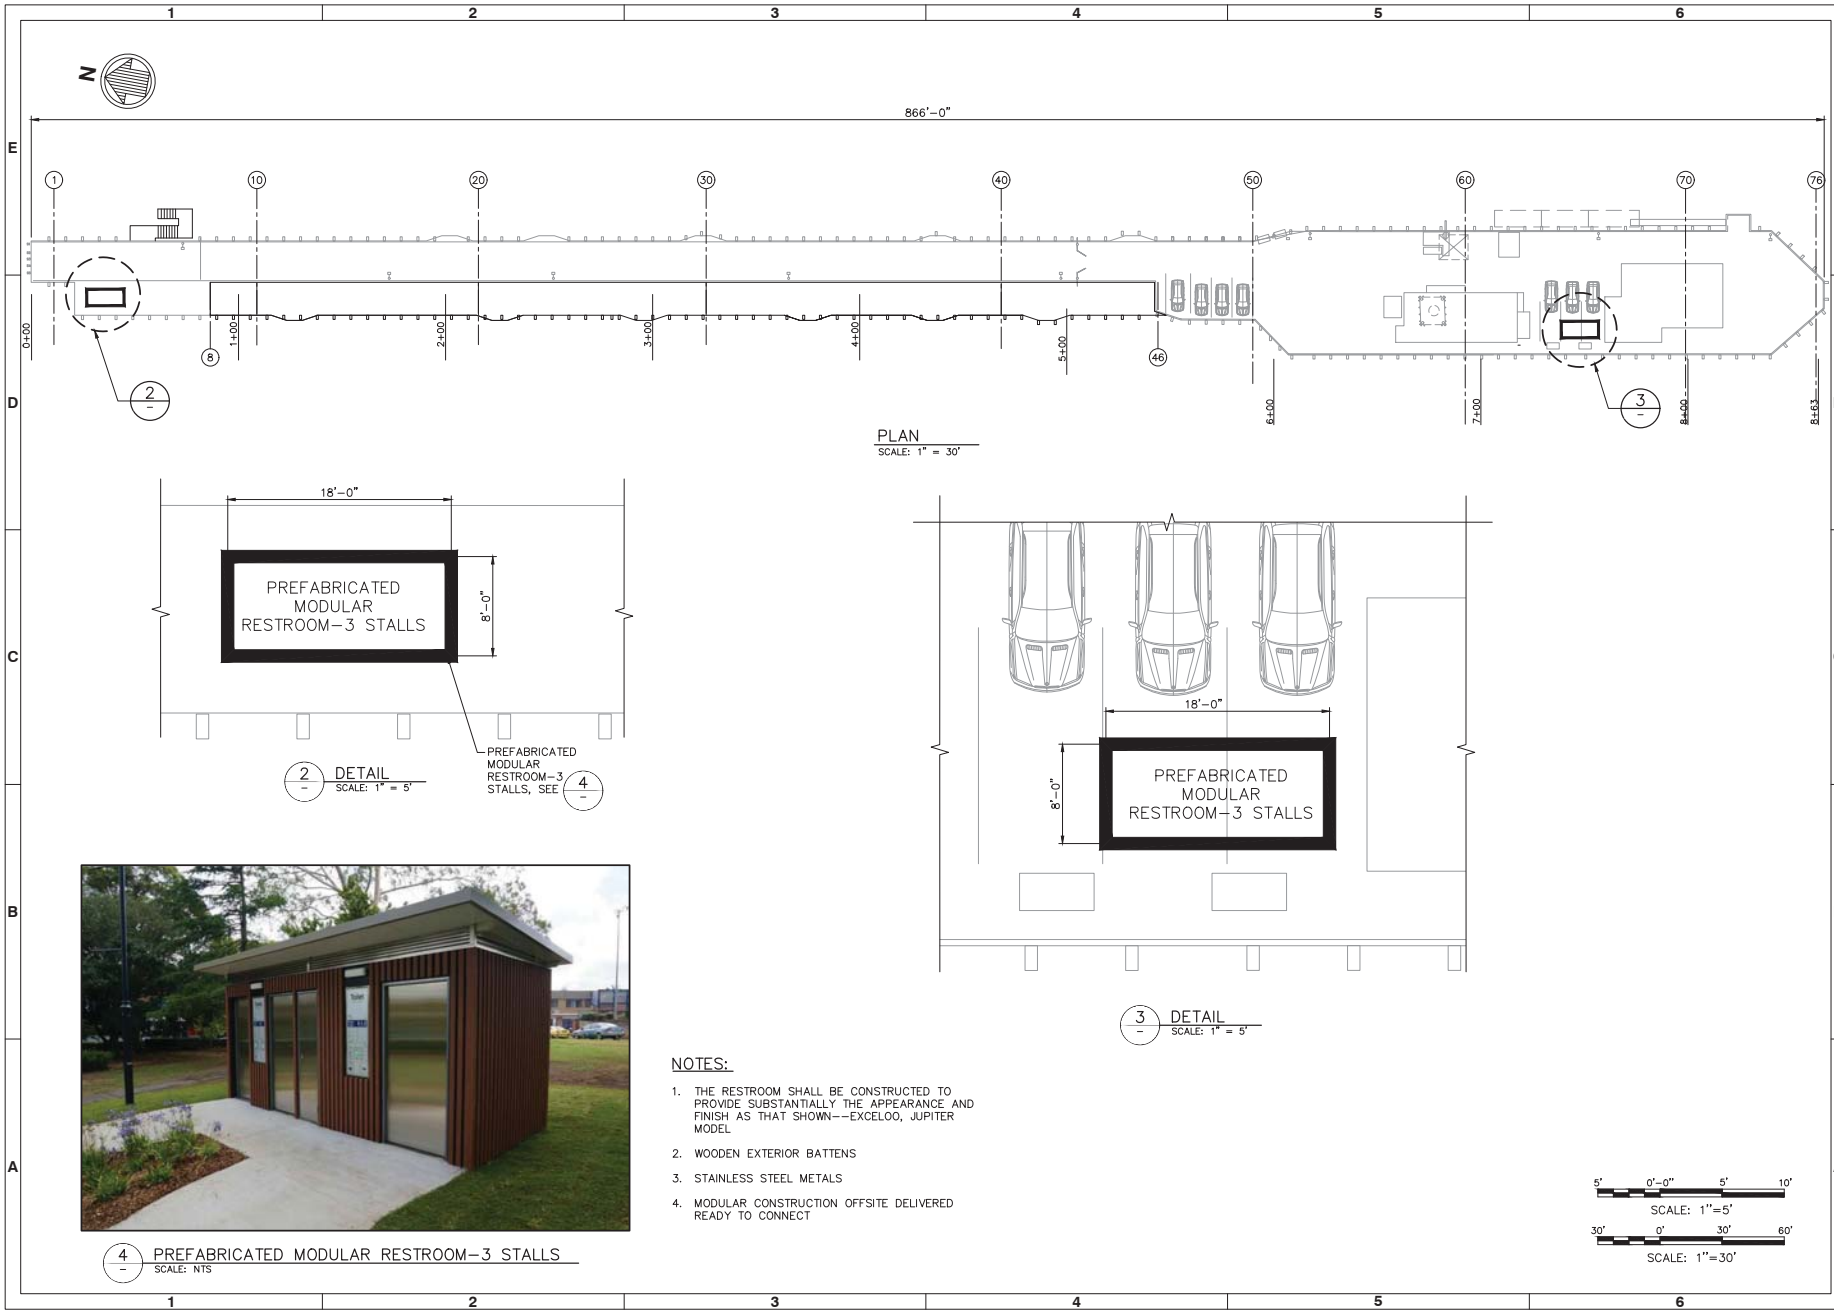 1 2 3 4 5 6
N
866'-0"
E
1 10 20 30 40 50 60 70 76
0+00 1+00 2+00 3+00 4+00 5+00 6+00 7+00 8+00 8+63
8 46
2
-
3
-
D
PLAN
SCALE: 1" = 30'
18'-0"
PREFABRICATED
MODULAR
RESTROOM-3 STALLS
8'-0"
C
PREFABRICATED
MODULAR
RESTROOM-3
STALLS, SEE
4
-
2
-
DETAIL
SCALE: 1" = 5'
18'-0"
8'-0"
PREFABRICATED
MODULAR
RESTROOM-3 STALLS
B
3
-
DETAIL
SCALE: 1" = 5'
Toilet
NOTES:
1. THE RESTROOM SHALL BE CONSTRUCTED TO
PROVIDE SUBSTANTIALLY THE APPEARANCE AND
FINISH AS THAT SHOWN--EXCELOO, JUPITER
MODEL
2. WOODEN EXTERIOR BATTENS
3. STAINLESS STEEL METALS
4. MODULAR CONSTRUCTION OFFSITE DELIVERED
READY TO CONNECT
A
4
-
PREFABRICATED MODULAR RESTROOM-3 STALLS
SCALE: NTS
5' 0'-0" 5' 10'
SCALE: 1"=5'
30' 0' 30' 60'
SCALE: 1"=30'
1 2 3 4 5 6